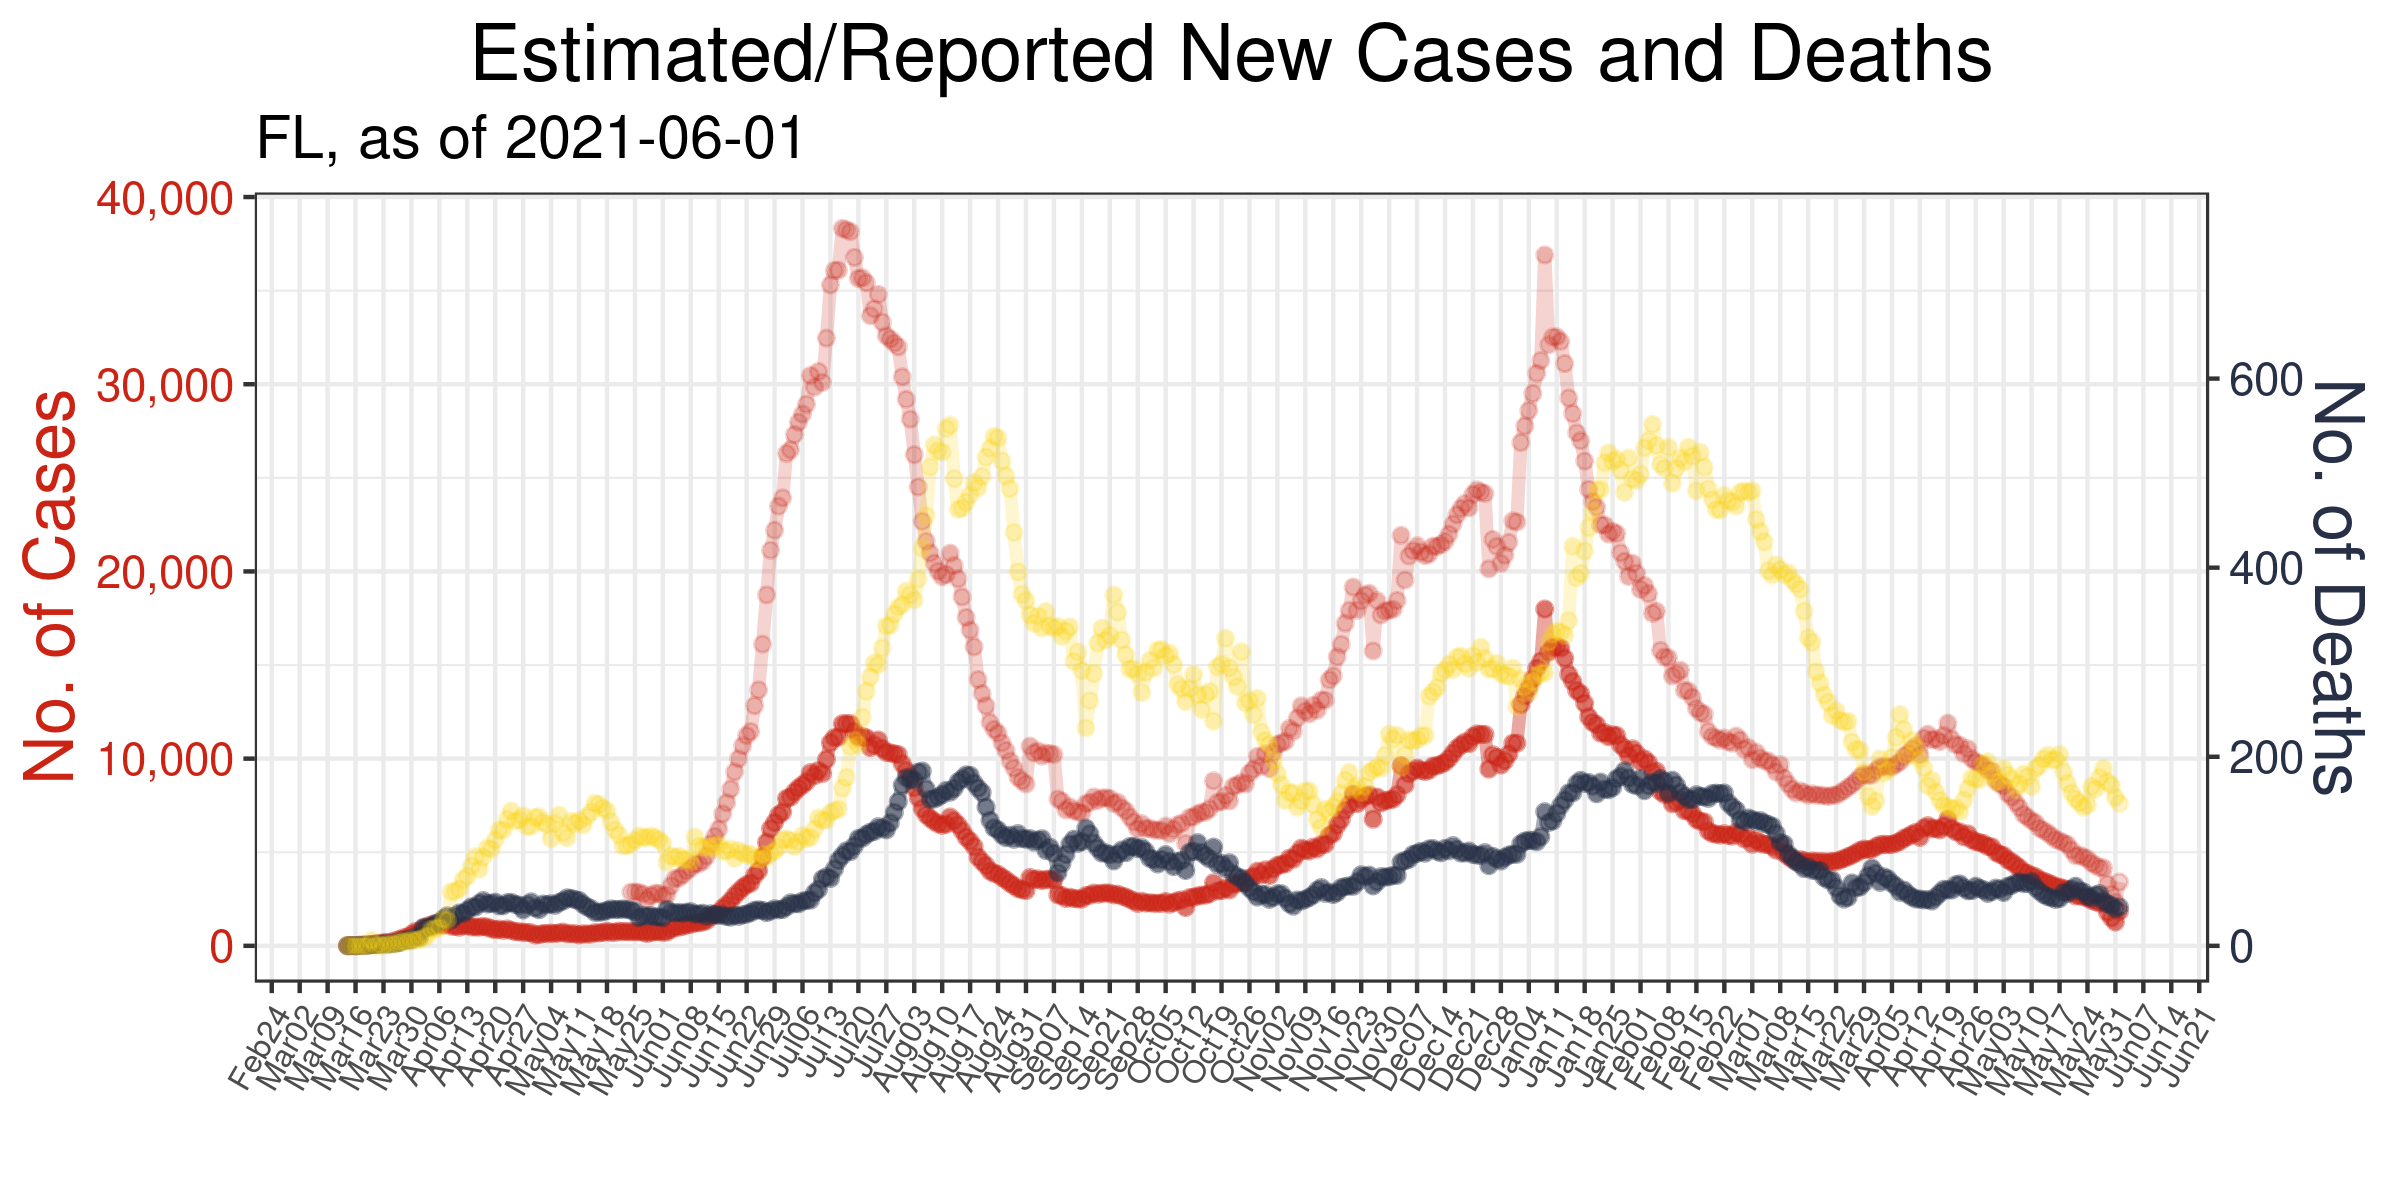 Estimated/Reported New Cases and Deaths
FL, as of 2021-06-01
No. of Cases
40,000
30,000
20,000
10,000
0
600
400
200
0
No. of Deaths
Feb24
Mar02
Mar09
Mar16
Mar23
Mar30
Apr06
Apr13
Apr20
Apr27
May04
May11
May18
May25
Jun01
Jun08
Jun15
Jun22
Jun29
Jul06
Jul13
Jul20
Jul27
Aug03
Aug10
Aug17
Aug24
Aug31
Sep07
Sep14
Sep21
Sep28
Oct05
Oct12
Oct19
Oct26
Nov02
Nov09
Nov16
Nov23
Nov30
Dec07
Dec14
Dec21
Dec28
Jan04
Jan11
Jan18
Jan25
Feb01
Feb08
Feb15
Feb22
Mar01
Mar08
Mar15
Mar22
Mar29
Apr05
Apr12
Apr19
Apr26
May03
May10
May17
May24
May31
Jun07
Jun14
Jun21